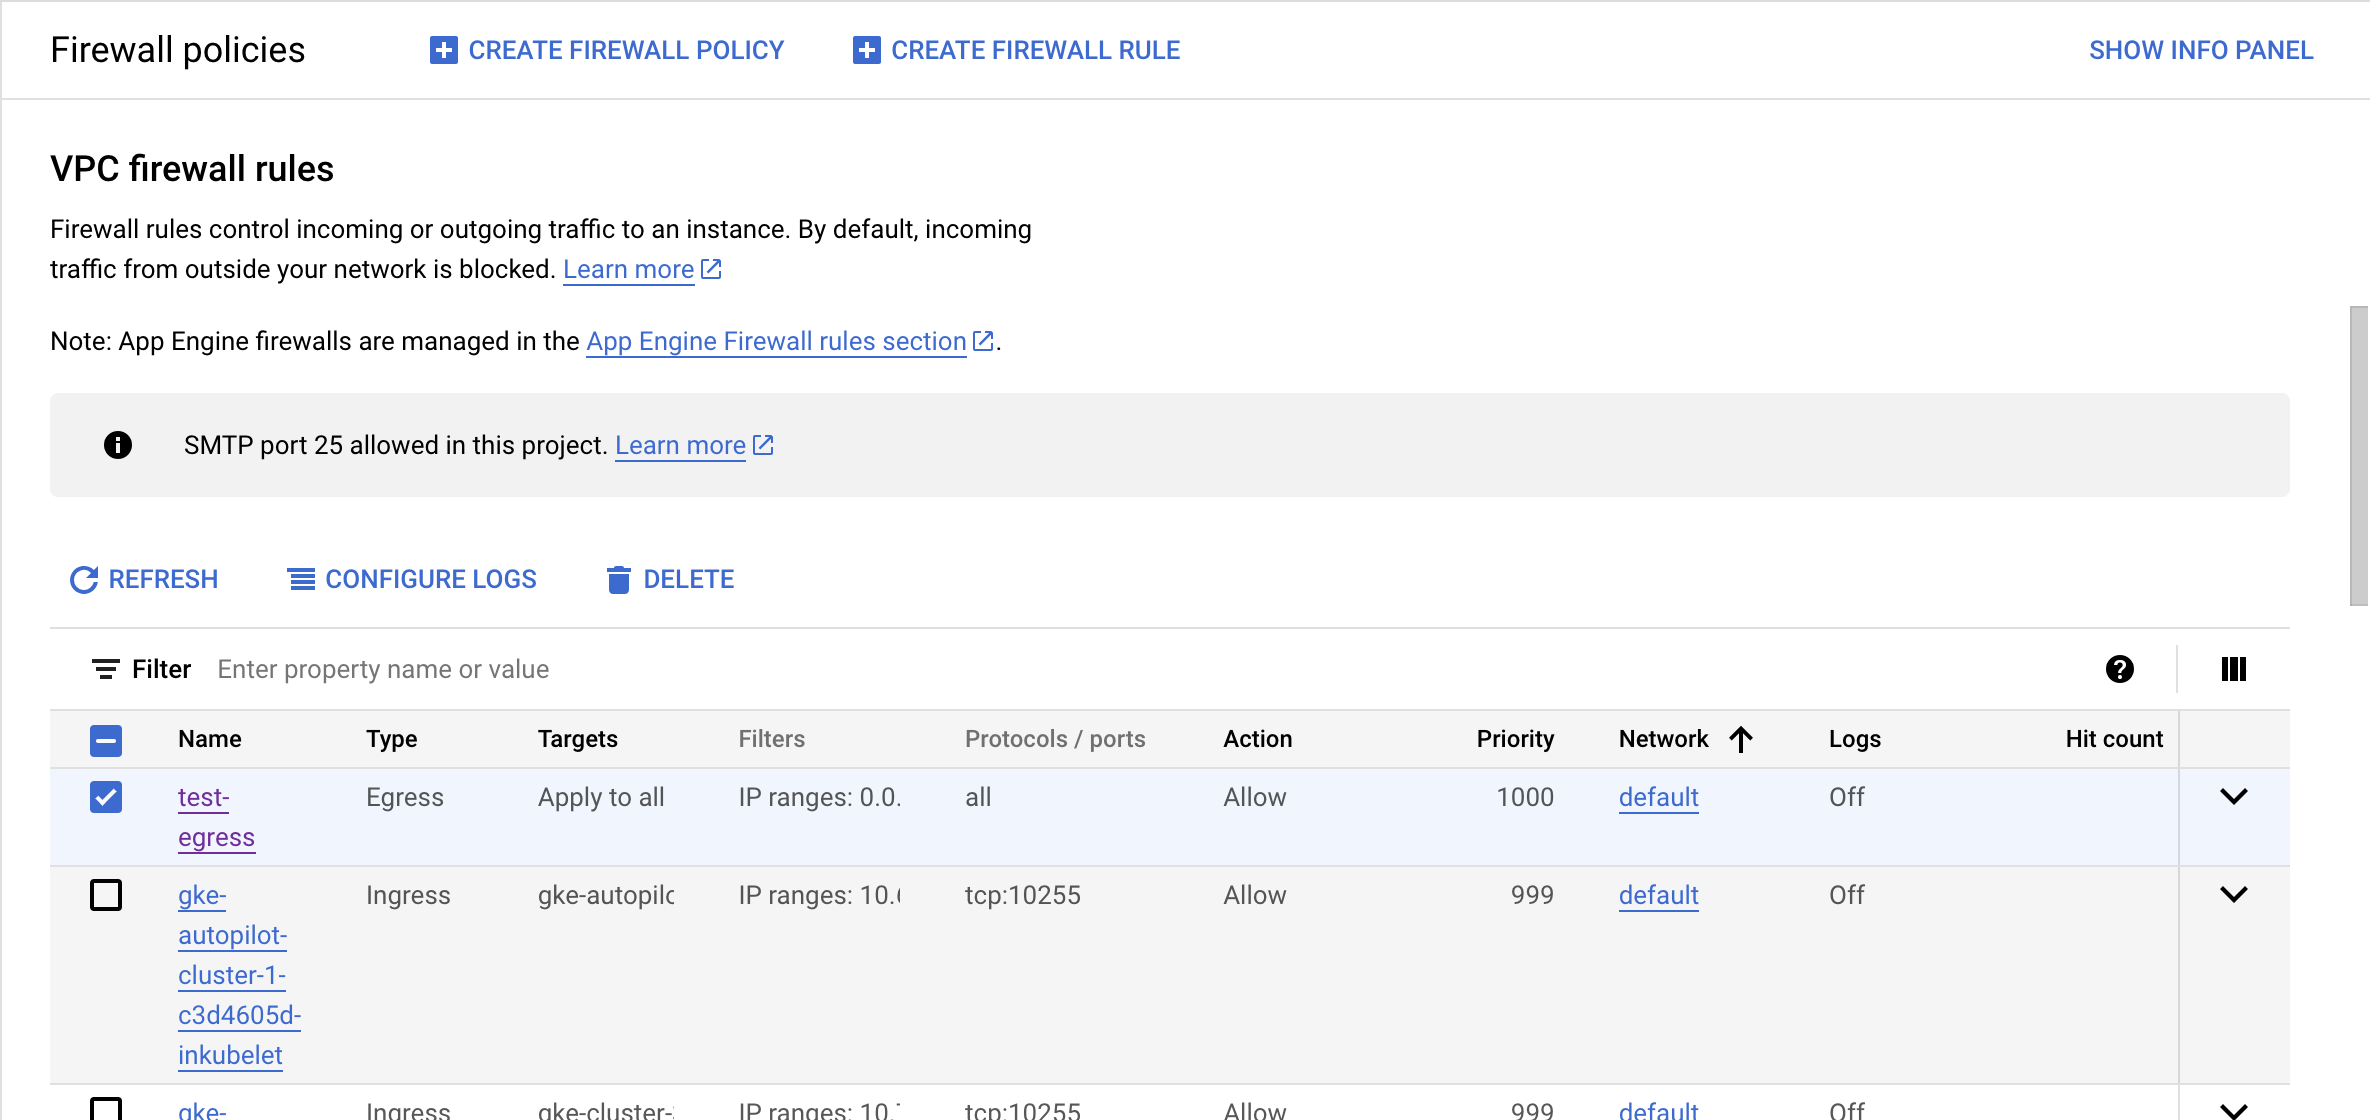 Firewall policies
CREATE FIREWALL POLICY
CREATE FIREWALL RULE
SHOW INFO PANEL
VPC firewall rules
Firewall rules control incoming or outgoing traffic to an instance. By default, incoming
traffic from outside your network is blocked. Learn more
Note: App Engine firewalls are managed in the App Engine Firewall rules section.
SMTP port 25 allowed in this project. Learn more
REFRESH
CONFIGURE LOGS
DELETE
Filter Enter property name or value
Name Type Targets Filters Protocols / ports Action Priority Network Logs Hit count
test- Egress Apply to all IP ranges: 0.0. all Allow 1000 default Off
egress
gke- Ingress gke-autopilo IP ranges: 10. tcp:10255 Allow 999 default Off
autopilot-
cluster-1-
c3d4605d-
inkubelet
gke- Ingress gke-cluster- IP ranges: 10. tcp:10255 Allow 999 default Off